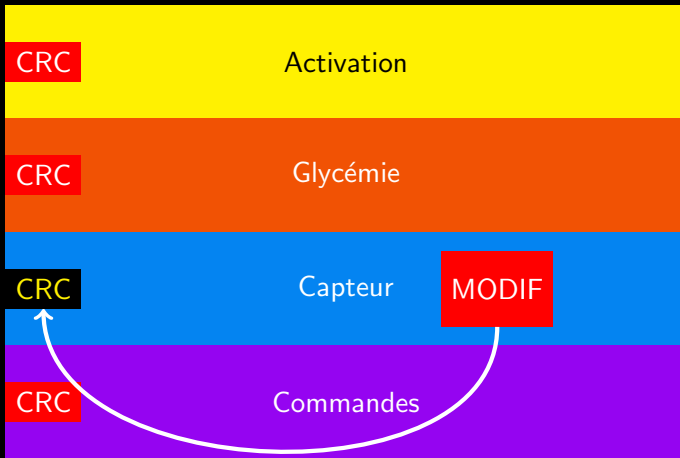 CRC Activation
CRC Glycémie
CRC Capteur MODIF
CRC Commandes